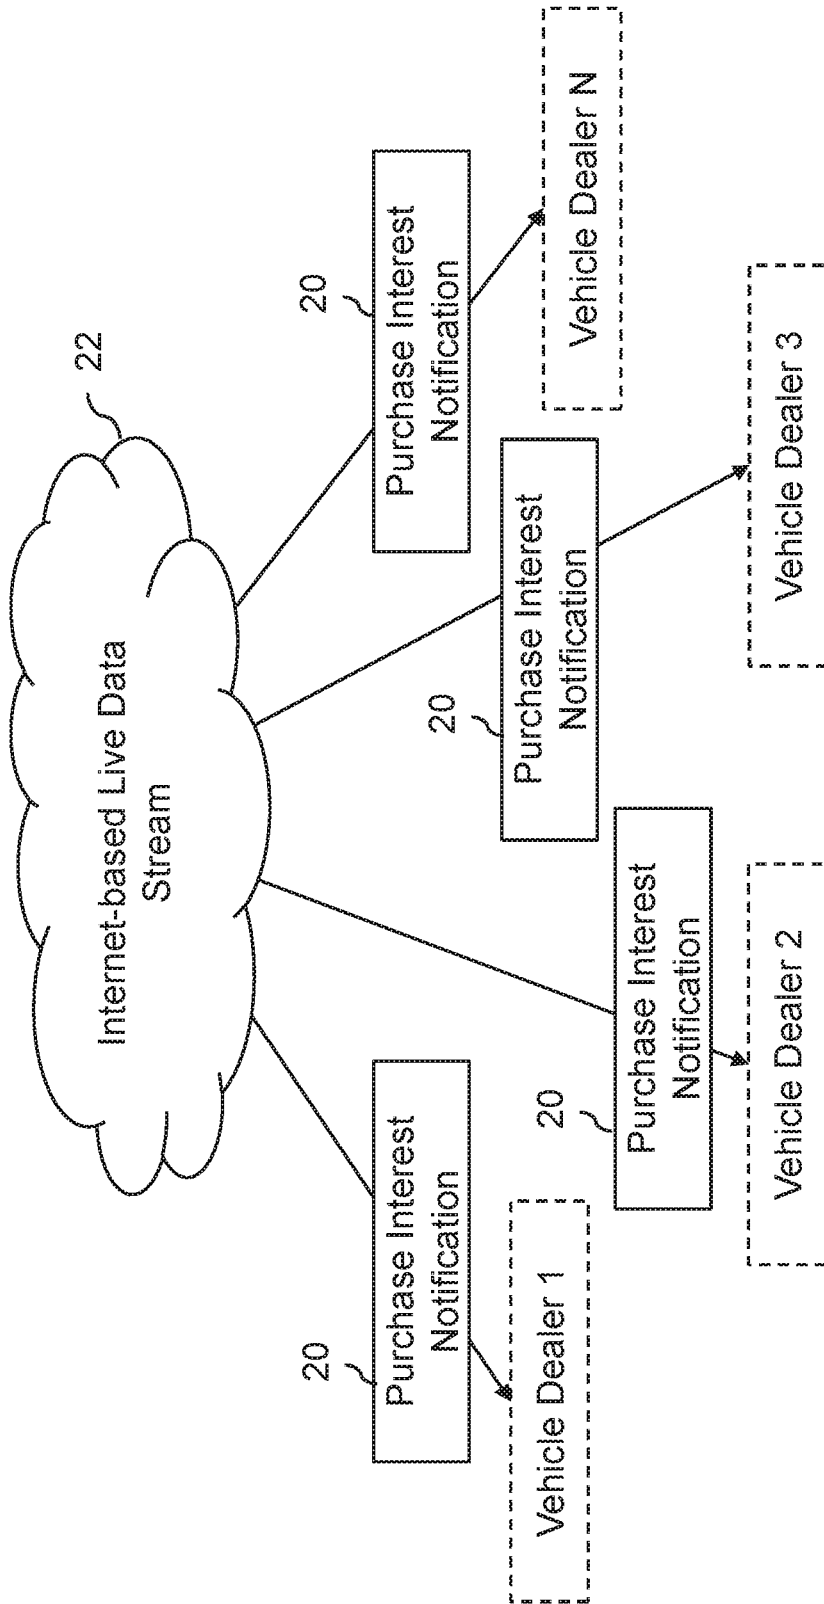 Internet-based Live Data
Stream
22
20
Purchase Interest
Notification
Vehicle Dealer 1
20
Purchase Interest
Notification
Vehicle Dealer 2
20
Purchase Interest
Notification
Vehicle Dealer 3
20
Purchase Interest
Notification
Vehicle Dealer N